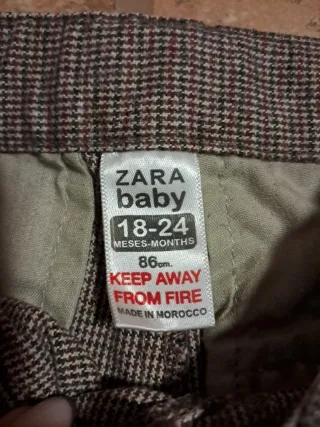 ZARA
baby
18-24
MESES-MONTHS
86cm.
KEEP AWAY
FROM FIRE
MADE IN MOROCCO